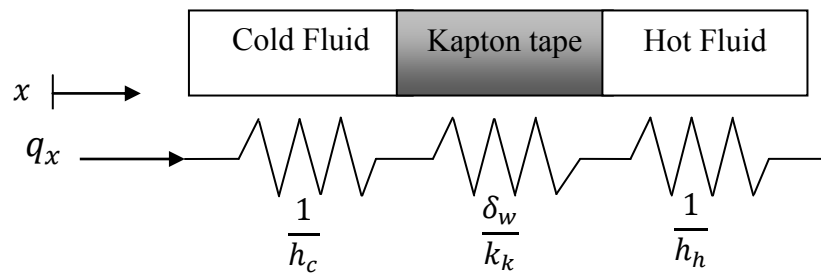 Cold Fluid Kapton tape Hot Fluid
x
q_x
1/h_c δ_w/k_k 1/h_h